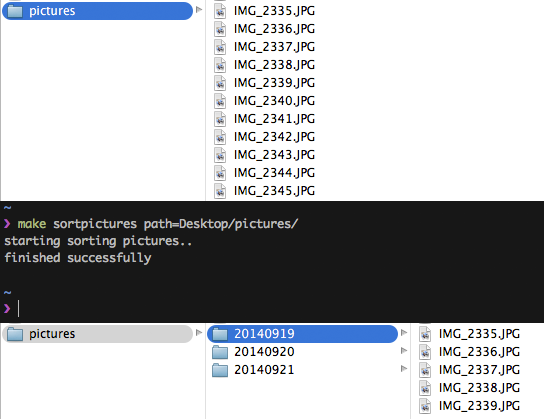 pictures
IMG_2335.JPG
IMG_2336.JPG
IMG_2337.JPG
IMG_2338.JPG
IMG_2339.JPG
IMG_2340.JPG
IMG_2341.JPG
IMG_2342.JPG
IMG_2343.JPG
IMG_2344.JPG
IMG_2345.JPG
~
❯ make sortpictures path=Desktop/pictures/
starting sorting pictures..
finished successfully
~
❯
pictures
20140919
20140920
20140921
IMG_2335.JPG
IMG_2336.JPG
IMG_2337.JPG
IMG_2338.JPG
IMG_2339.JPG